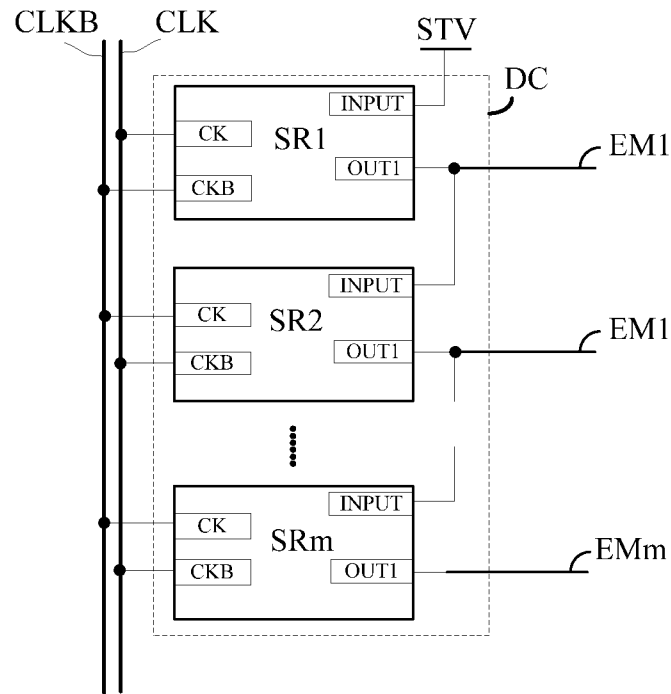 CLKB
CLK
STV
DC
INPUT
CK
SR1
OUT1
EM1
CKB
INPUT
CK
SR2
EM1
OUT1
CKB
INPUT
CK
SRm
CKB
OUT1
EMm